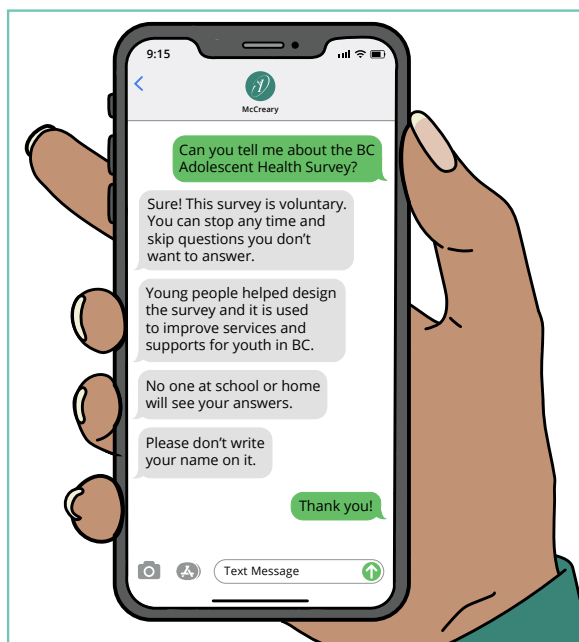 9:15
McCreary
Can you tell me about the BC
Adolescent Health Survey?
Sure! This survey is voluntary.
You can stop any time and
skip questions you don’t
want to answer.
Young people helped design
the survey and it is used
to improve services and
supports for youth in BC.
No one at school or home
will see your answers.
Please don’t write
your name on it.
Thank you!
Text Message